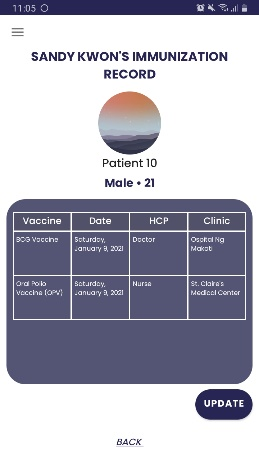 11:05
SANDY KWON'S IMMUNIZATION
RECORD
Patient 10
Male • 21
Vaccine Date HCP Clinic
BCG Vaccine Saturday, Doctor Ospital Ng
January 9, 2021 Makati
Oral Polio Saturday, Nurse St. Claire's
Vaccine (OPV) January 9, 2021 Medical Center
UPDATE
BACK